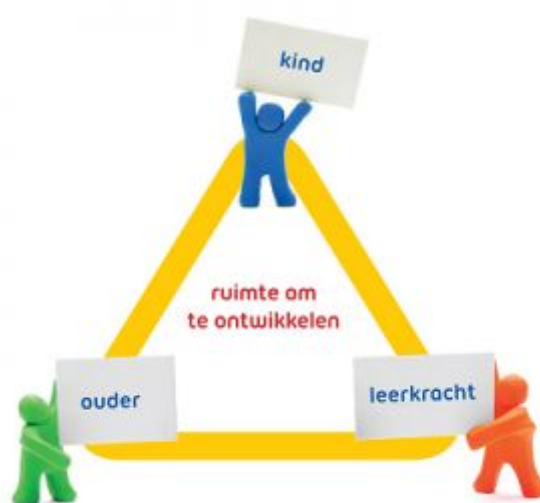 kind
ruimte om
te ontwikkelen
ouder
leerkracht